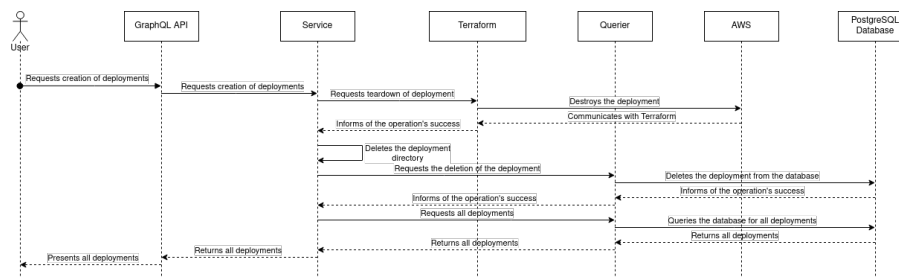 User
GraphQL API
Service
Terraform
Querier
AWS
PostgreSQL
Database
Requests creation of deployments
Requests creation of deployments
Requests teardown of deployment
Destroys the deployment
Communicates with Terraform
Informs of the operation's success
Deletes the deployment
directory
Requests the deletion of the deployment
Deletes the deployment from the database
Informs of the operation's success
Informs of the operation's success
Requests all deployments
Queries the database for all deployments
Returns all deployments
Returns all deployments
Returns all deployments
Presents all deployments